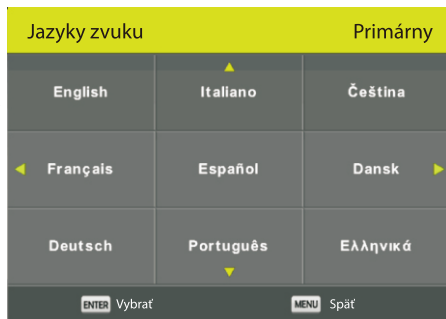 Jazyky zvuku Primárny
English Italiano Čeština
Français Español Dansk
Deutsch Português Ελληνικά
ENTER Vybrať MENU Späť